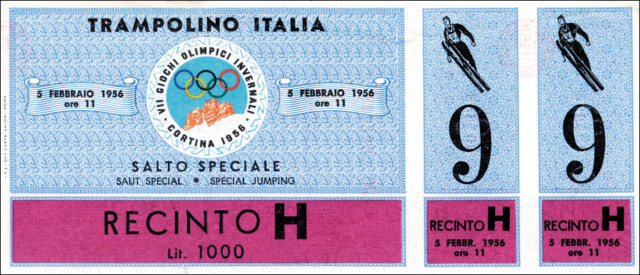 TRAMPOLINO ITALIA
5 FEBBRAIO 1956
ore 11
VII GIOCHI OLIMPICI INVERNALI
CORTINA 1956
5 FEBBRAIO 1956
ore 11
SALTO SPECIALE
SAUT SPECIAL • SPECIAL JUMPING
RECINTO H
Lit. 1000
9
RECINTO H
5 FEBBR. 1956
ore 11
9
RECINTO H
5 FEBBR. 1956
ore 11